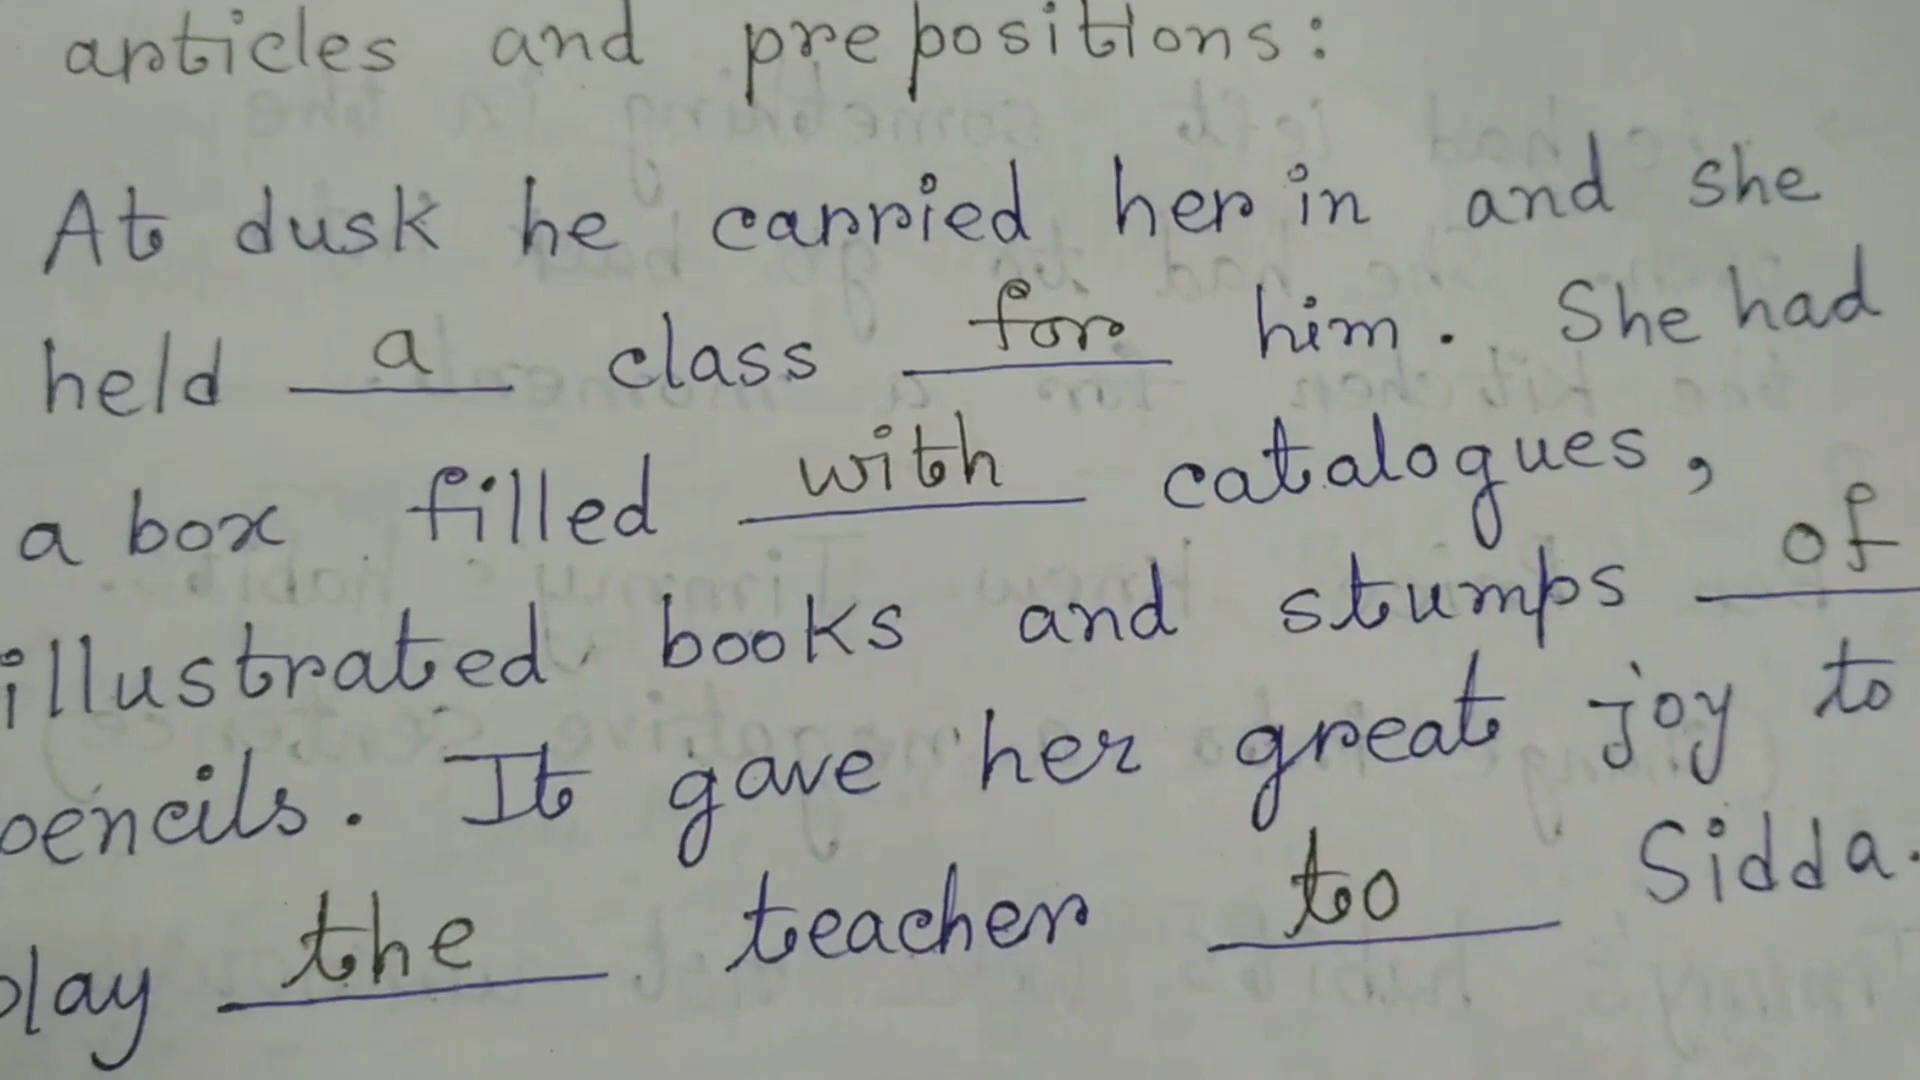 articles and prepositions:
At dusk he carried her in and she
held a class for him. She had
a box filled with catalogues,
illustrated books and stumps of
pencils. It gave her great joy to
play the teacher to Sidda.